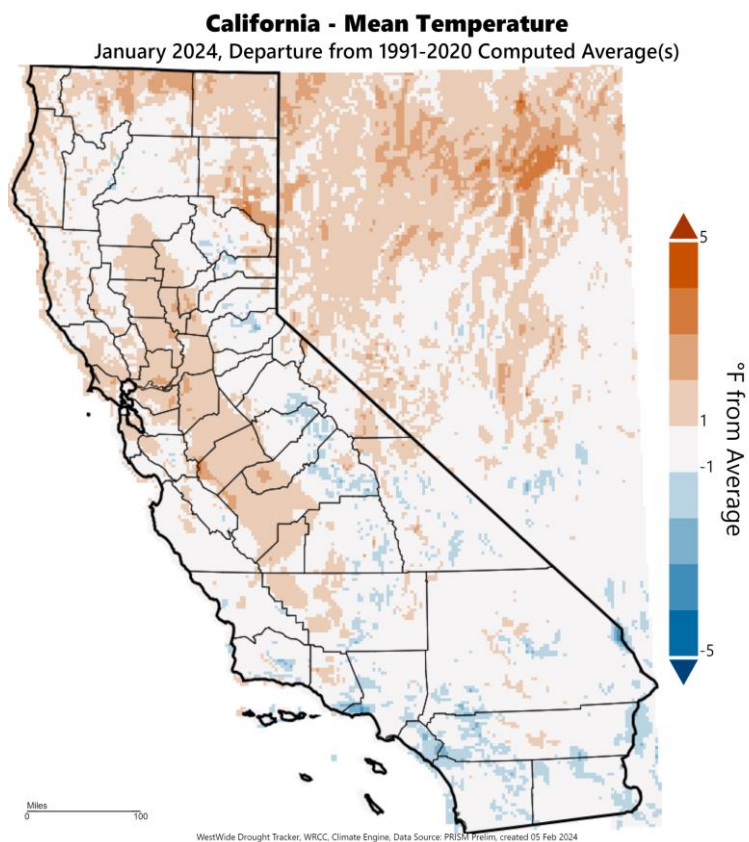 California - Mean Temperature
January 2024, Departure from 1991-2020 Computed Average(s)
5
1
-1
-5
°F from Average
Miles
0 100
WestWide Drought Tracker, WRCC, Climate Engine, Data Source: PRISM Prelim, created 05 Feb 2024